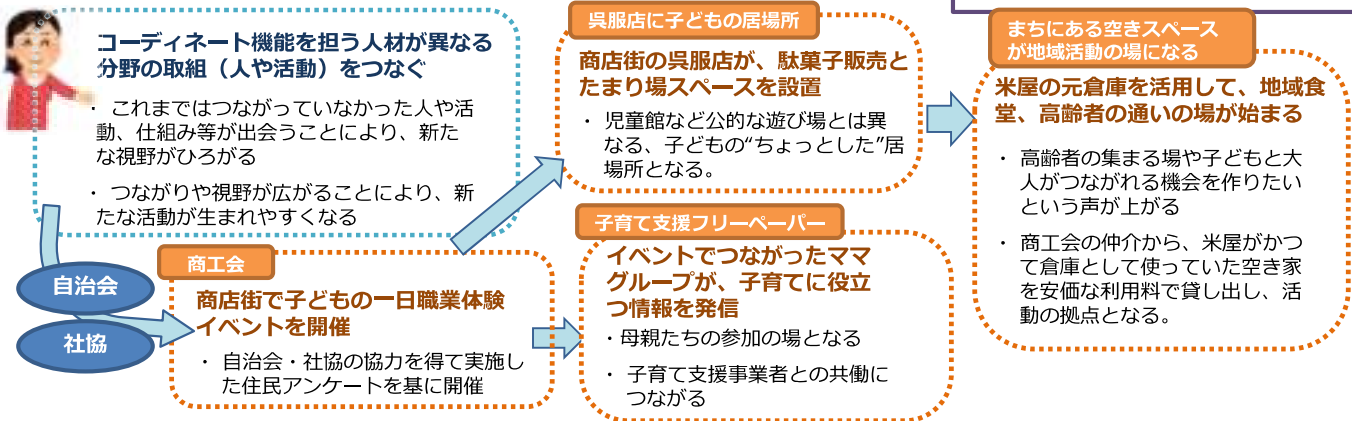 コーディネート機能を担う人材が異なる
分野の取組（人や活動）をつなぐ
・ これまではつながっていなかった人や活
動、仕組み等が出会うことにより、新た
な視野がひろがる
・ つながりや視野が広がることにより、新
たな活動が生まれやすくなる
自治会
社協
商工会
商店街で子どもの一日職業体験
イベントを開催
・ 自治会・社協の協力を得て実施し
た住民アンケートを基に開催
呉服店に子どもの居場所
商店街の呉服店が、駄菓子販売と
たまり場スペースを設置
・ 児童館など公的な遊び場とは異
なる、子どもの“ちょっとした”居
場所となる。
子育て支援フリーペーパー
イベントでつながったママ
グループが、子育てに役立
つ情報を発信
・母親たちの参加の場となる
・ 子育て支援事業者との共働に
つながる
まちにある空きスペース
が地域活動の場になる
米屋の元倉庫を活用して、地域食
堂、高齢者の通いの場が始まる
・ 高齢者の集まる場や子どもと大
人がつながれる機会を作りたい
という声が上がる
・ 商工会の仲介から、米屋がかつ
て倉庫として使っていた空き家
を安価な利用料で貸し出し、活
動の拠点となる。